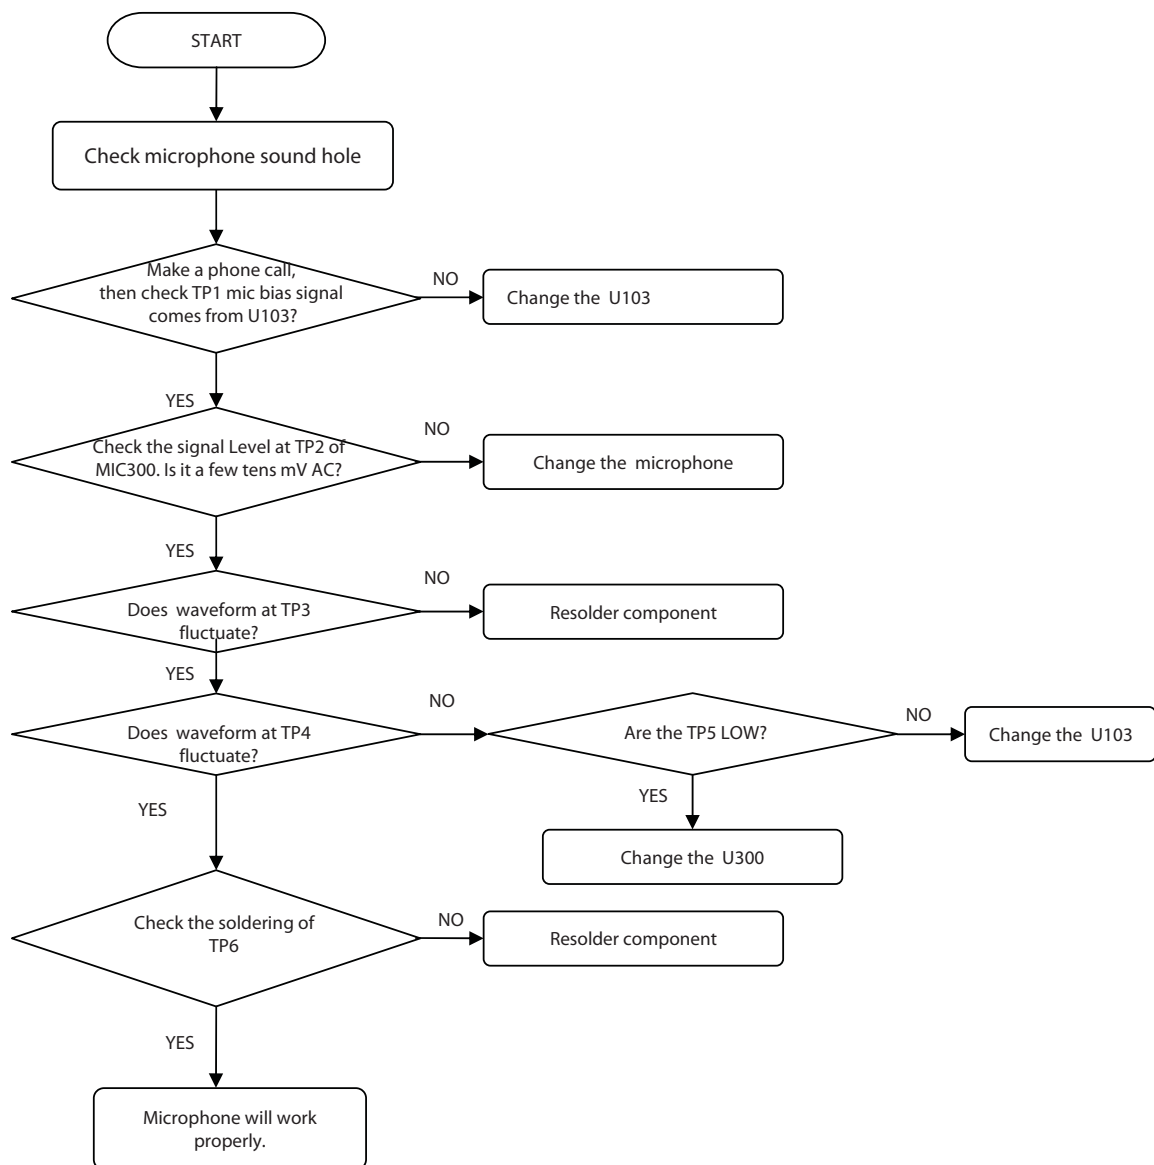 START
Check microphone sound hole
Make a phone call,
then check TP1 mic bias signal
comes from U103?
NO
Change the U103
YES
Check the signal Level at TP2 of
MIC300. Is it a few tens mV AC?
NO
Change the microphone
YES
Does waveform at TP3
fluctuate?
NO
Resolder component
YES
Does waveform at TP4
fluctuate?
NO
Are the TP5 LOW?
NO
Change the U103
YES
Change the U300
YES
Check the soldering of
TP6
NO
Resolder component
YES
Microphone will work
properly.